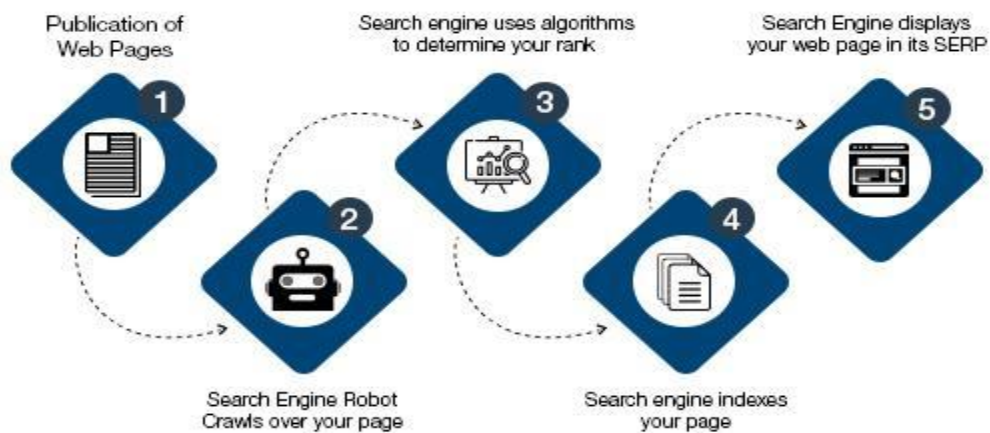 Publication of
Web Pages
1
Search Engine Robot
Crawls over your page
2
Search engine uses algorithms
to determine your rank
3
Search engine indexes
your page
4
Search Engine displays
your web page in its SERP
5